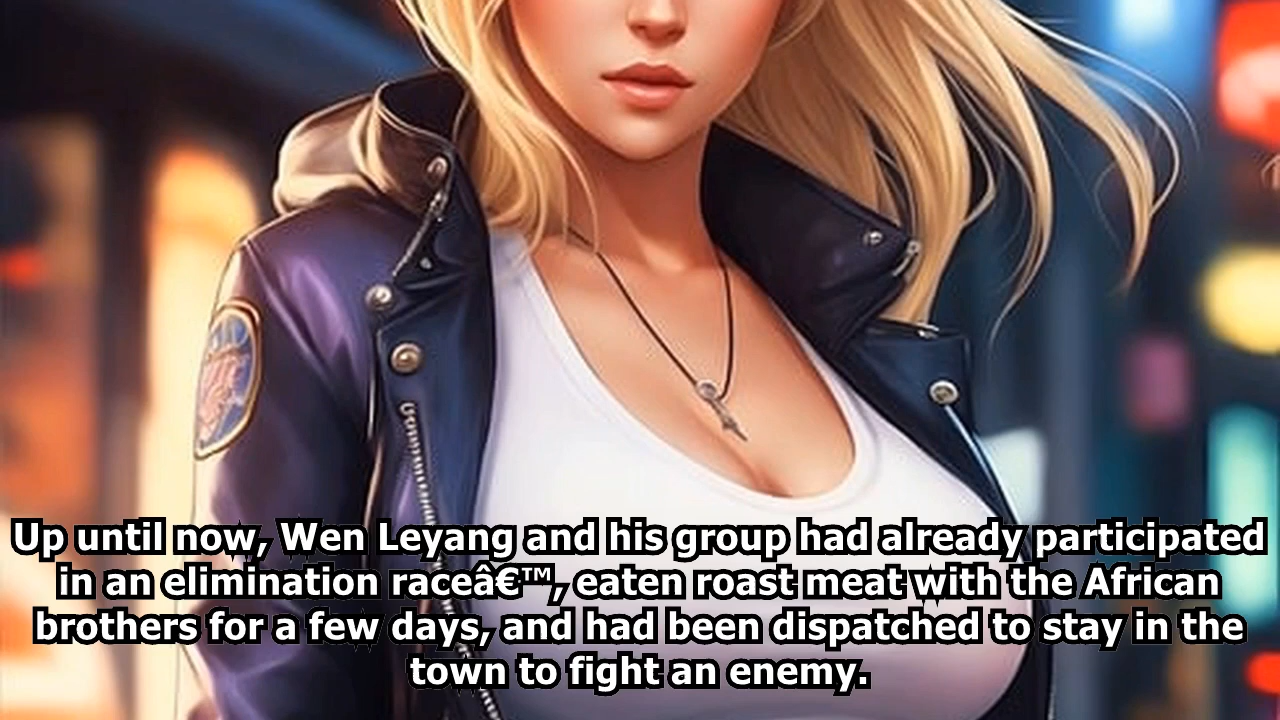 Up until now, Wen Leyang and his group had already participated
in an elimination raceâ€™, eaten roast meat with the African
brothers for a few days, and had been dispatched to stay in the
town to fight an enemy.